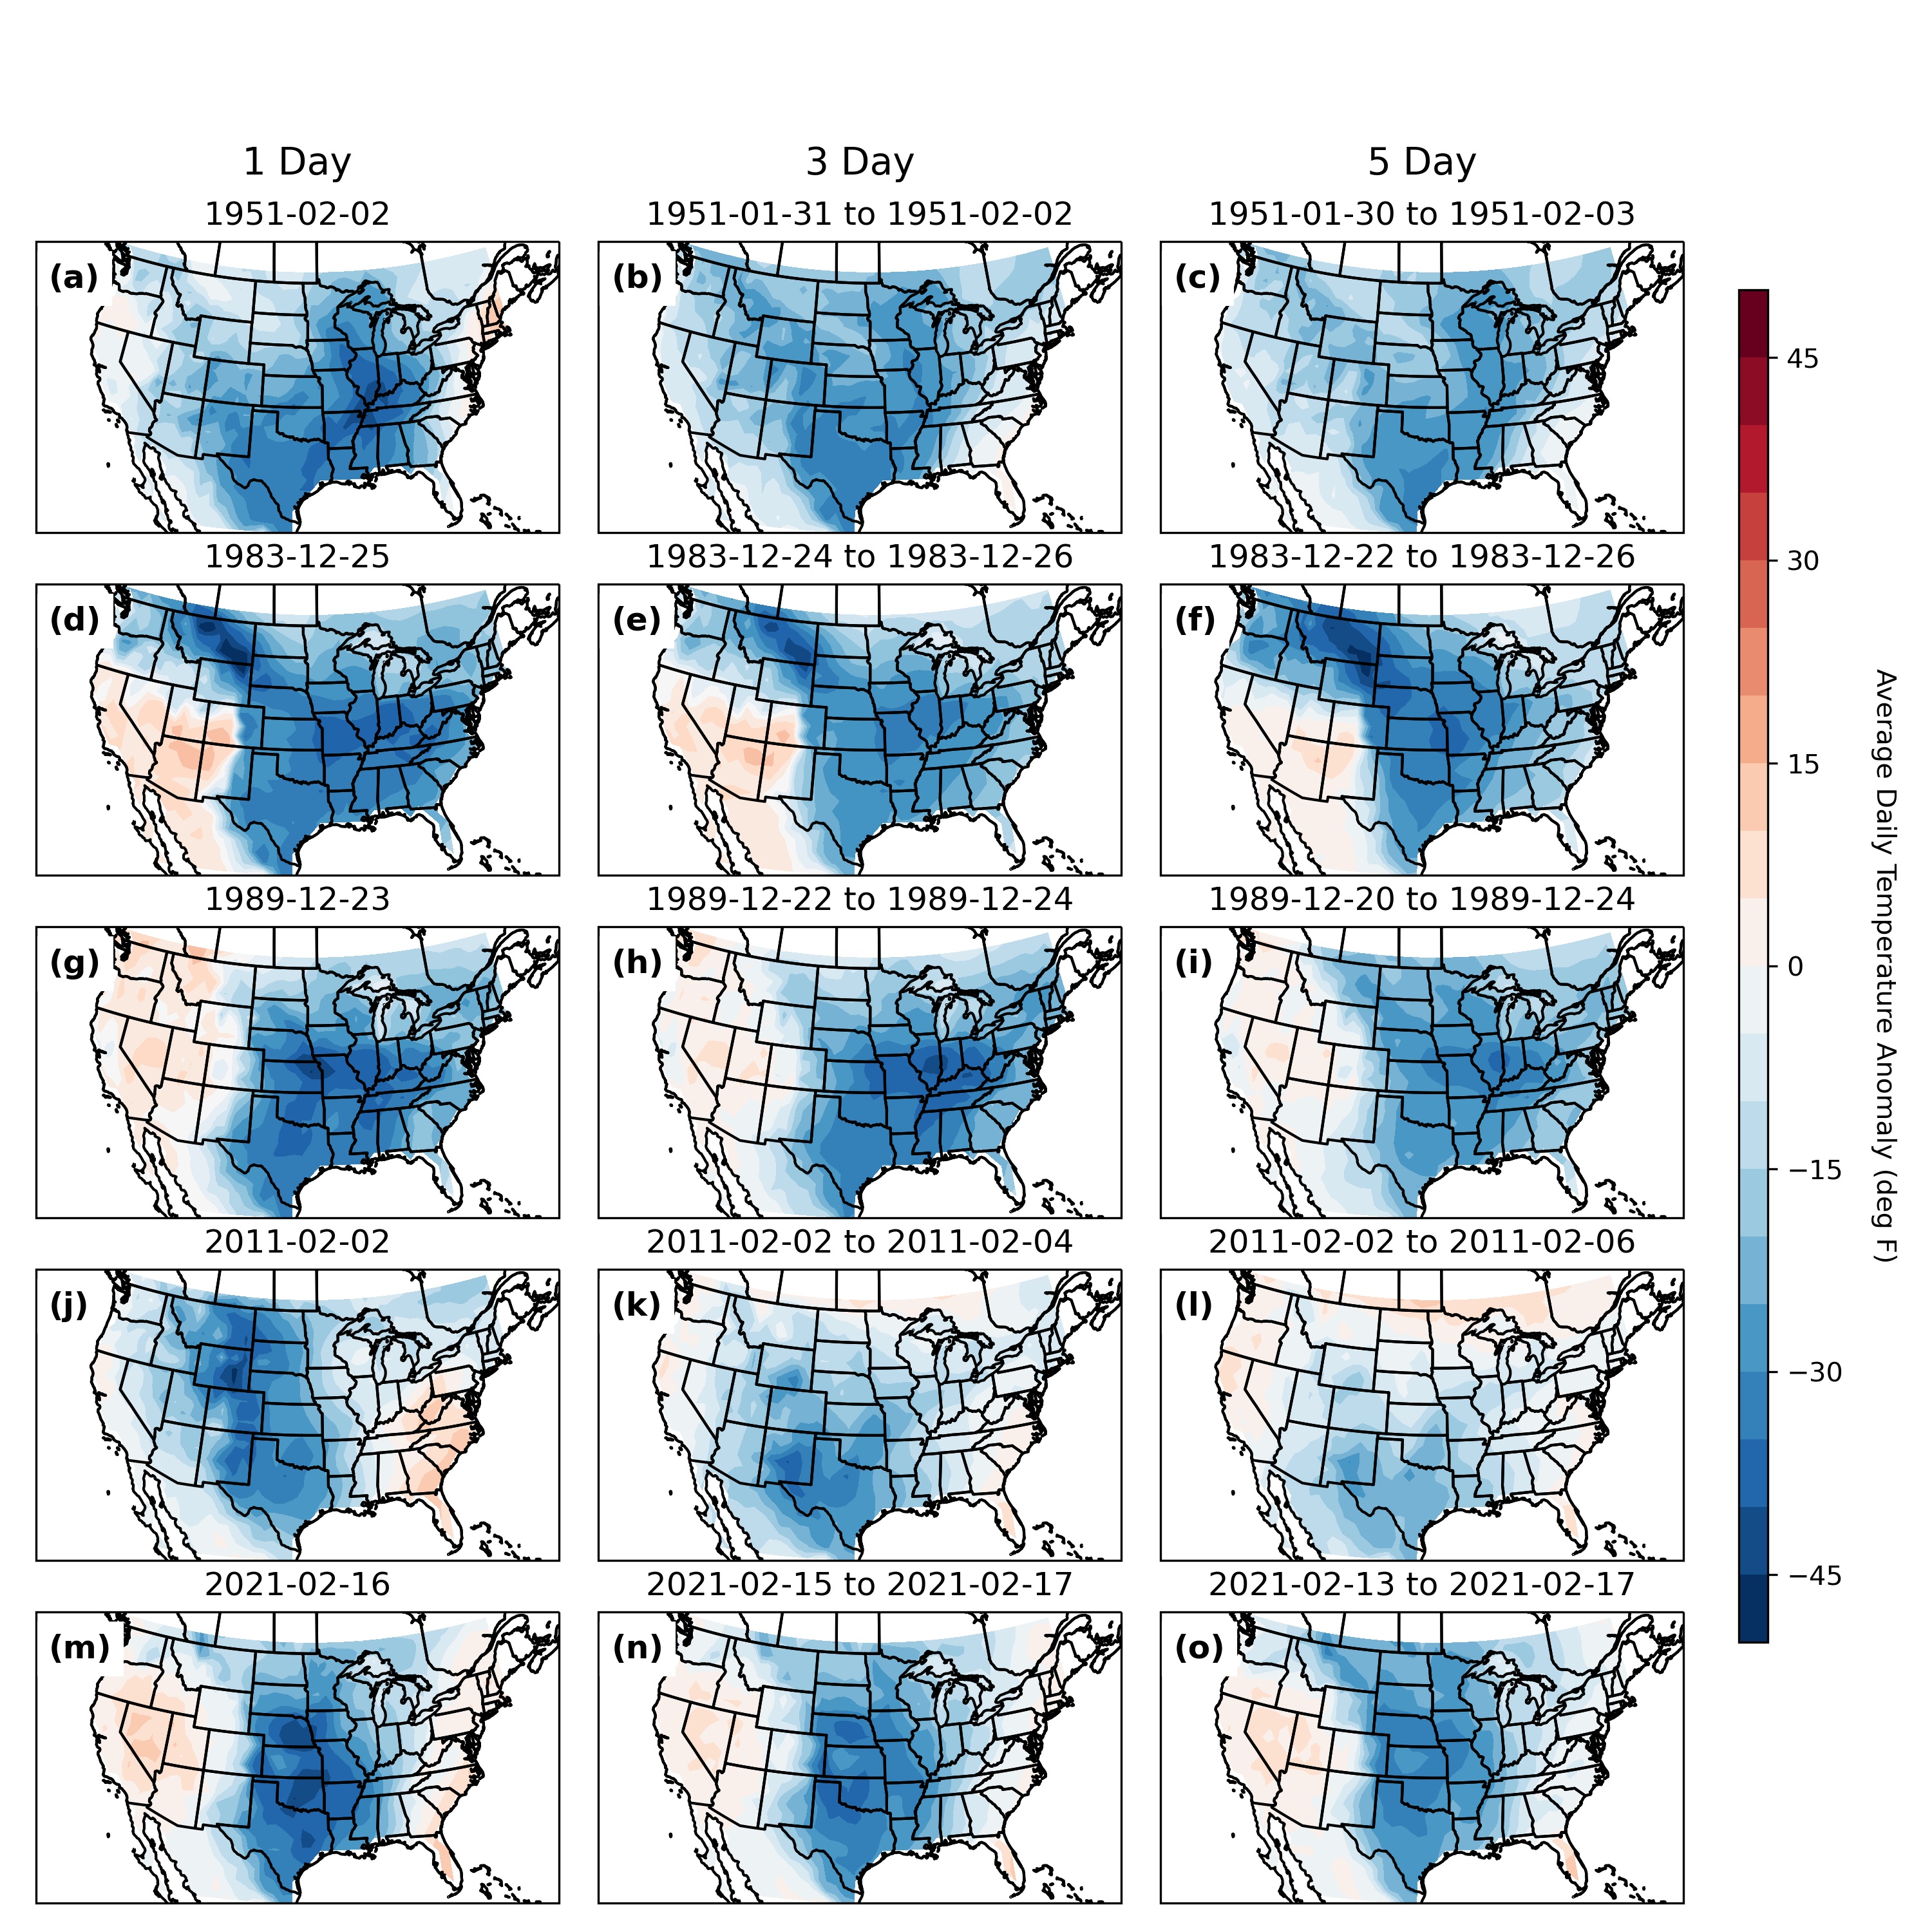 1 Day
3 Day
5 Day
1951-02-02
1951-01-31 to 1951-02-02
1951-01-30 to 1951-02-03
(a)
(b)
(c)
1983-12-25
1983-12-24 to 1983-12-26
1983-12-22 to 1983-12-26
(d)
(e)
(f)
1989-12-23
1989-12-22 to 1989-12-24
1989-12-20 to 1989-12-24
(g)
(h)
(i)
2011-02-02
2011-02-02 to 2011-02-04
2011-02-02 to 2011-02-06
(j)
(k)
(l)
2021-02-16
2021-02-15 to 2021-02-17
2021-02-13 to 2021-02-17
(m)
(n)
(o)
45
30
15
0
−15
−30
−45
Average Daily Temperature Anomaly (deg F)